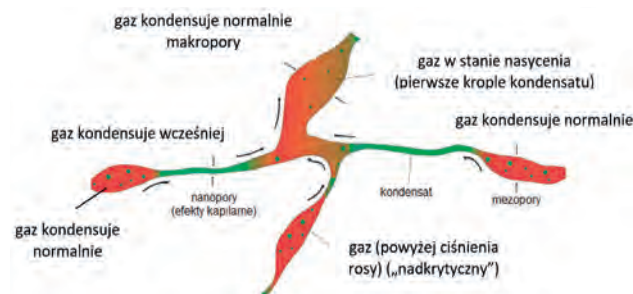 gaz kondensuje normalnie
makropory
gaz w stanie nasycenia
(pierwsze krople kondensatu)
gaz kondensuje wcześniej
gaz kondensuje normalnie
nanopory
(efekty kapilarne)
kondensat
mezopory
gaz kondensuje
normalnie
gaz (powyżej ciśnienia
rosy) („nadkrytyczny”)